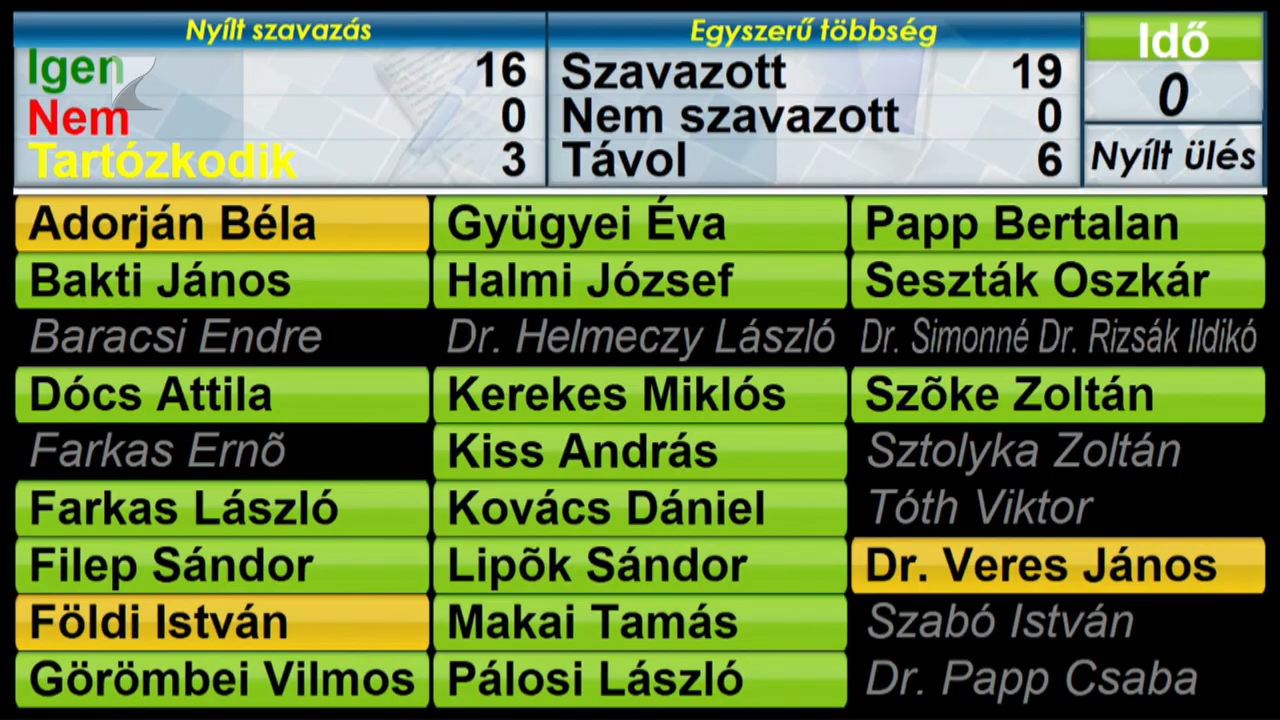 Nyílt szavazás Egyszerű többség Idő
Igen 16 Szavazott 19 0
Nem 0 Nem szavazott 0
Tartózkodik 3 Távol 6 Nyílt ülés
Adorján Béla Gyügyei Éva Papp Bertalan
Bakti János Halmi József Seszták Oszkár
Baracsi Endre Dr. Helmeczy László Dr. Simonné Dr. Rizsák Ildikó
Dócs Attila Kerekes Miklós Szõke Zoltán
Farkas Ernõ Kiss András Sztolyka Zoltán
Farkas László Kovács Dániel Tóth Viktor
Filep Sándor Lipõk Sándor Dr. Veres János
Földi István Makai Tamás Szabó István
Görömbei Vilmos Pálosi László Dr. Papp Csaba